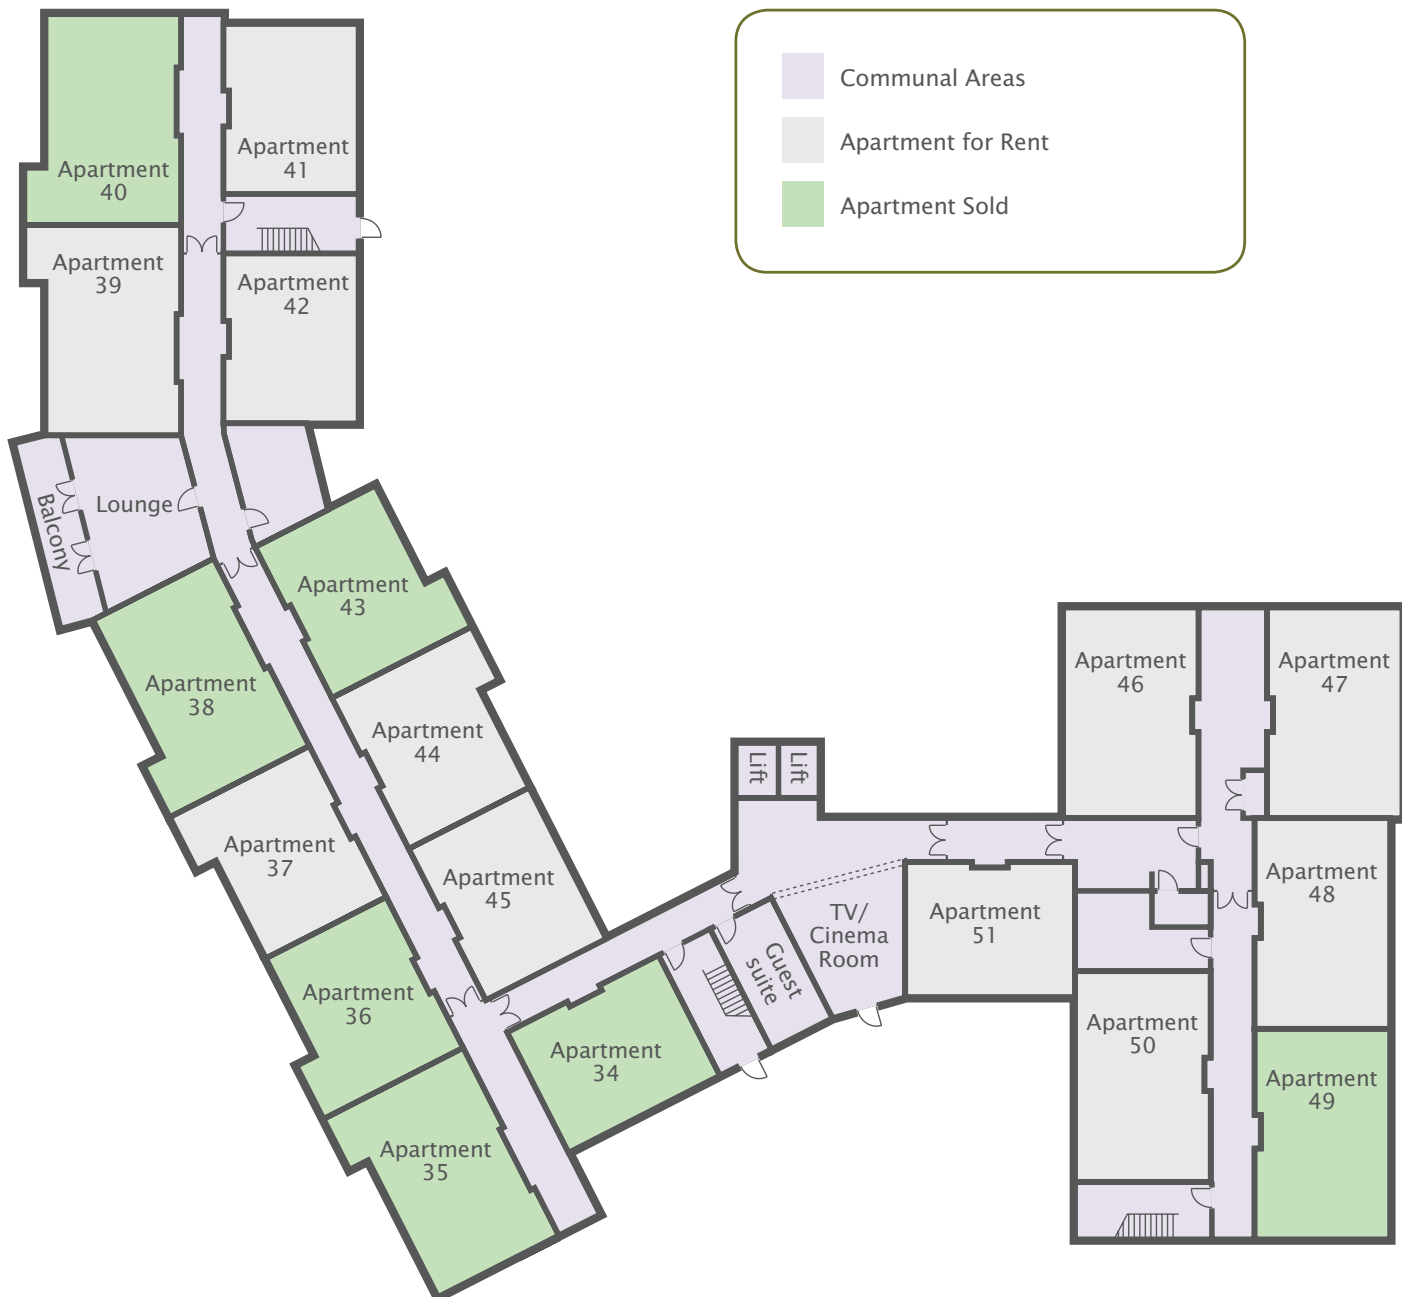 Communal Areas
Apartment for Rent
Apartment Sold
Apartment
40
Apartment
41
Apartment
39
Apartment
42
Balcony
Lounge
Apartment
43
Apartment
38
Apartment
44
Apartment
37
Apartment
45
Apartment
36
Apartment
35
Apartment
34
Lift
Lift
Guest
suite
TV/
Cinema
Room
Apartment
51
Apartment
46
Apartment
47
Apartment
48
Apartment
50
Apartment
49